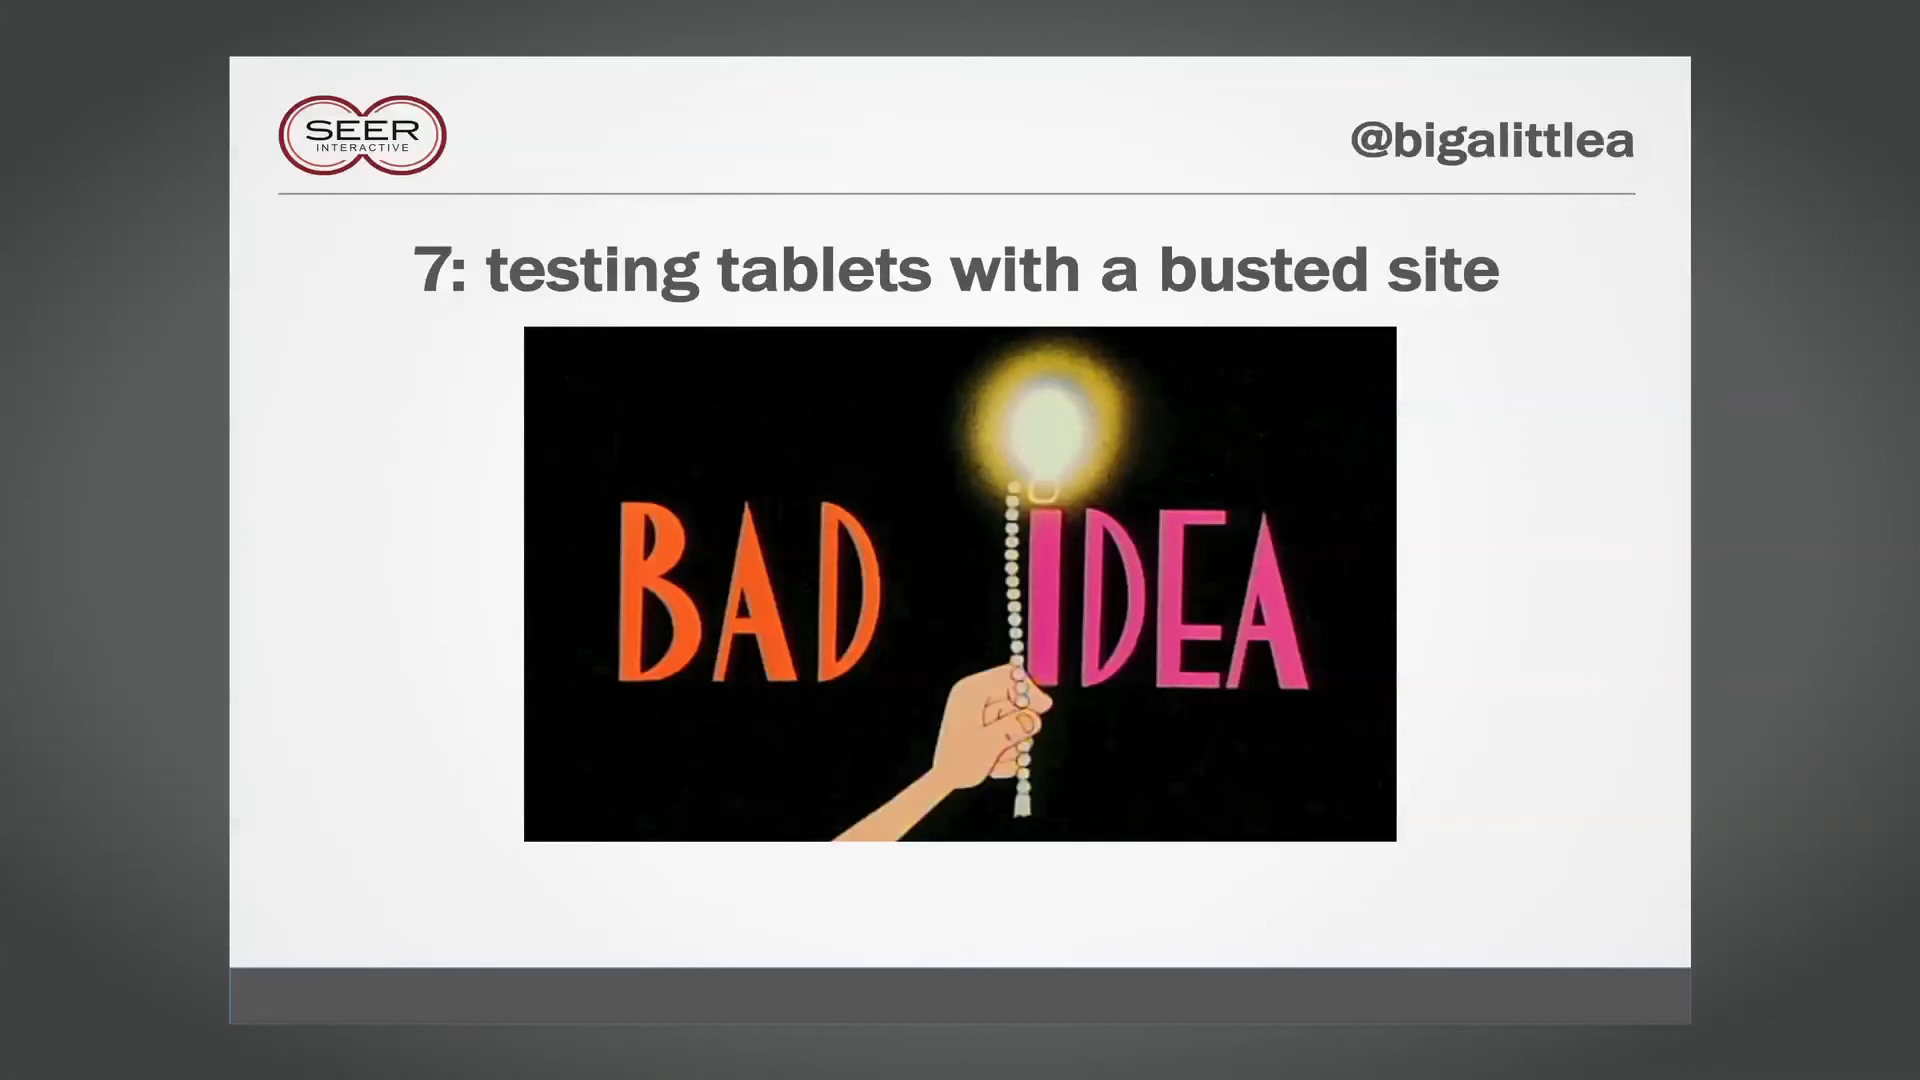 SEER
INTERACTIVE
@bigalittlea
7: testing tablets with a busted site
BAD IDEA